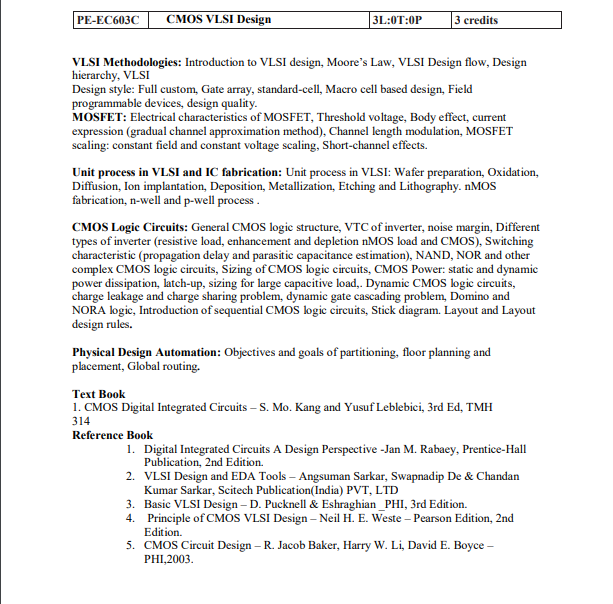 PE-EC603C CMOS VLSI Design 3L:0T:0P 3 credits
VLSI Methodologies: Introduction to VLSI design, Moore's Law, VLSI Design flow, Design
hierarchy, VLSI
Design style: Full custom, Gate array, standard-cell, Macro cell based design, Field
programmable devices, design quality.
MOSFET: Electrical characteristics of MOSFET, Threshold voltage, Body effect, current
expression (gradual channel approximation method), Channel length modulation, MOSFET
scaling: constant field and constant voltage scaling, Short-channel effects.
Unit process in VLSI and IC fabrication: Unit process in VLSI: Wafer preparation, Oxidation,
Diffusion, Ion implantation, Deposition, Metallization, Etching and Lithography. nMOS
fabrication, n-well and p-well process .
CMOS Logic Circuits: General CMOS logic structure, VTC of inverter, noise margin, Different
types of inverter (resistive load, enhancement and depletion nMOS load and CMOS), Switching
characteristic (propagation delay and parasitic capacitance estimation), NAND, NOR and other
complex CMOS logic circuits, Sizing of CMOS logic circuits, CMOS Power: static and dynamic
power dissipation, latch-up, sizing for large capacitive load,. Dynamic CMOS logic circuits,
charge leakage and charge sharing problem, dynamic gate cascading problem, Domino and
NORA logic, Introduction of sequential CMOS logic circuits, Stick diagram. Layout and Layout
design rules.
Physical Design Automation: Objectives and goals of partitioning, floor planning and
placement, Global routing.
Text Book
1. CMOS Digital Integrated Circuits – S. Mo. Kang and Yusuf Leblebici, 3rd Ed, TMH
314
Reference Book
1. Digital Integrated Circuits A Design Perspective -Jan M. Rabaey, Prentice-Hall
Publication, 2nd Edition.
2. VLSI Design and EDA Tools – Angsuman Sarkar, Swapnadip De & Chandan
Kumar Sarkar, Scitech Publication(India) PVT, LTD
3. Basic VLSI Design – D. Pucknell & Eshraghian _PHI, 3rd Edition.
4. Principle of CMOS VLSI Design – Neil H. E. Weste – Pearson Edition, 2nd
Edition.
5. CMOS Circuit Design – R. Jacob Baker, Harry W. Li, David E. Boyce –
PHI,2003.